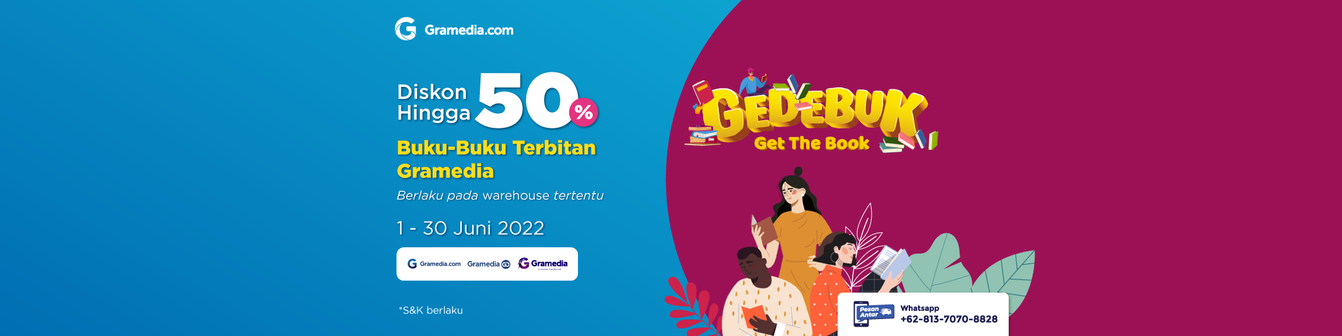 Gramedia.com
Diskon
Hingga
50%
Buku-Buku Terbitan
Gramedia
Berlaku pada warehouse tertentu
1 - 30 Juni 2022
Gramedia.com Gramedia Gramedia
*S&K berlaku
GEDEBUK
Get The Book
Pesan
Antar
Whatsapp
+62-813-7070-8828